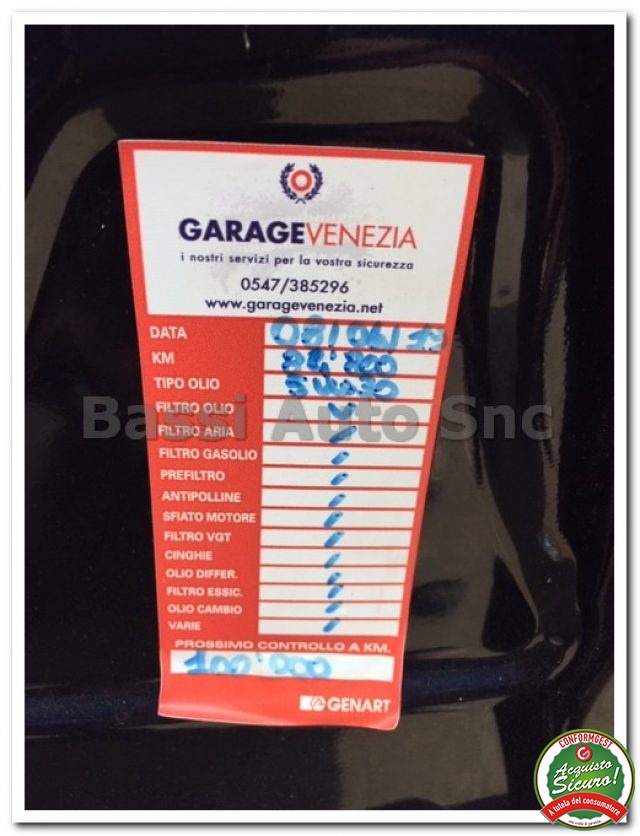 GARAGEVENEZIA
i nostri servizi per la vostra sicurezza
0547/385296
www.garagevenezia.net
DATA
KM
TIPO OLIO
FILTRO OLIO
FILTRO ARIA
FILTRO GASOLIO
PREFILTRO
ANTIPOLLINE
SFIATO MOTORE
FILTRO VGT
CINGHIE
OLIO DIFFER.
FILTRO ESSIC.
OLIO CAMBIO
VARIE
PROSSIMO CONTROLLO A KM.
100'000
GENART
Bassi Auto Snc
CONFORMGEST
Acquisto
Sicuro!
A tutela del consumatore